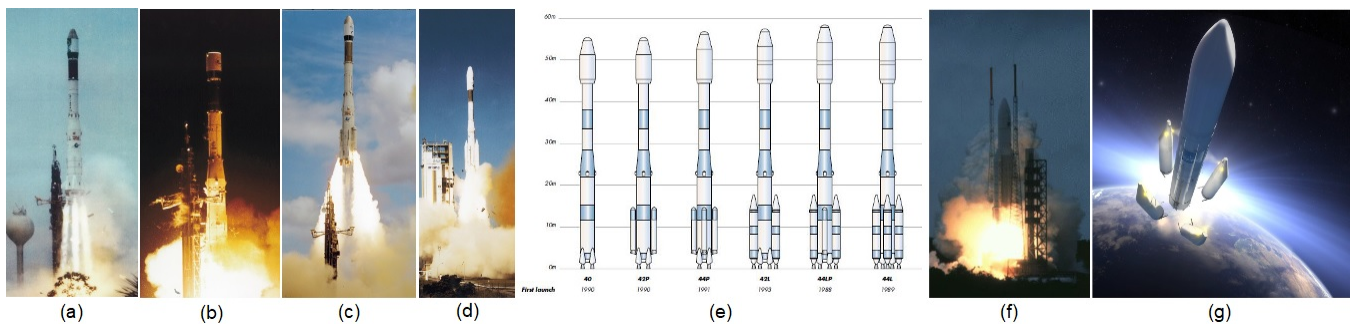 60m
50m
40m
30m
20m
10m
0m
40 42P 44P 42L 44LP 44L
First launch 1990 1990 1991 1993 1988 1989
(a) (b) (c) (d) (e) (f) (g)